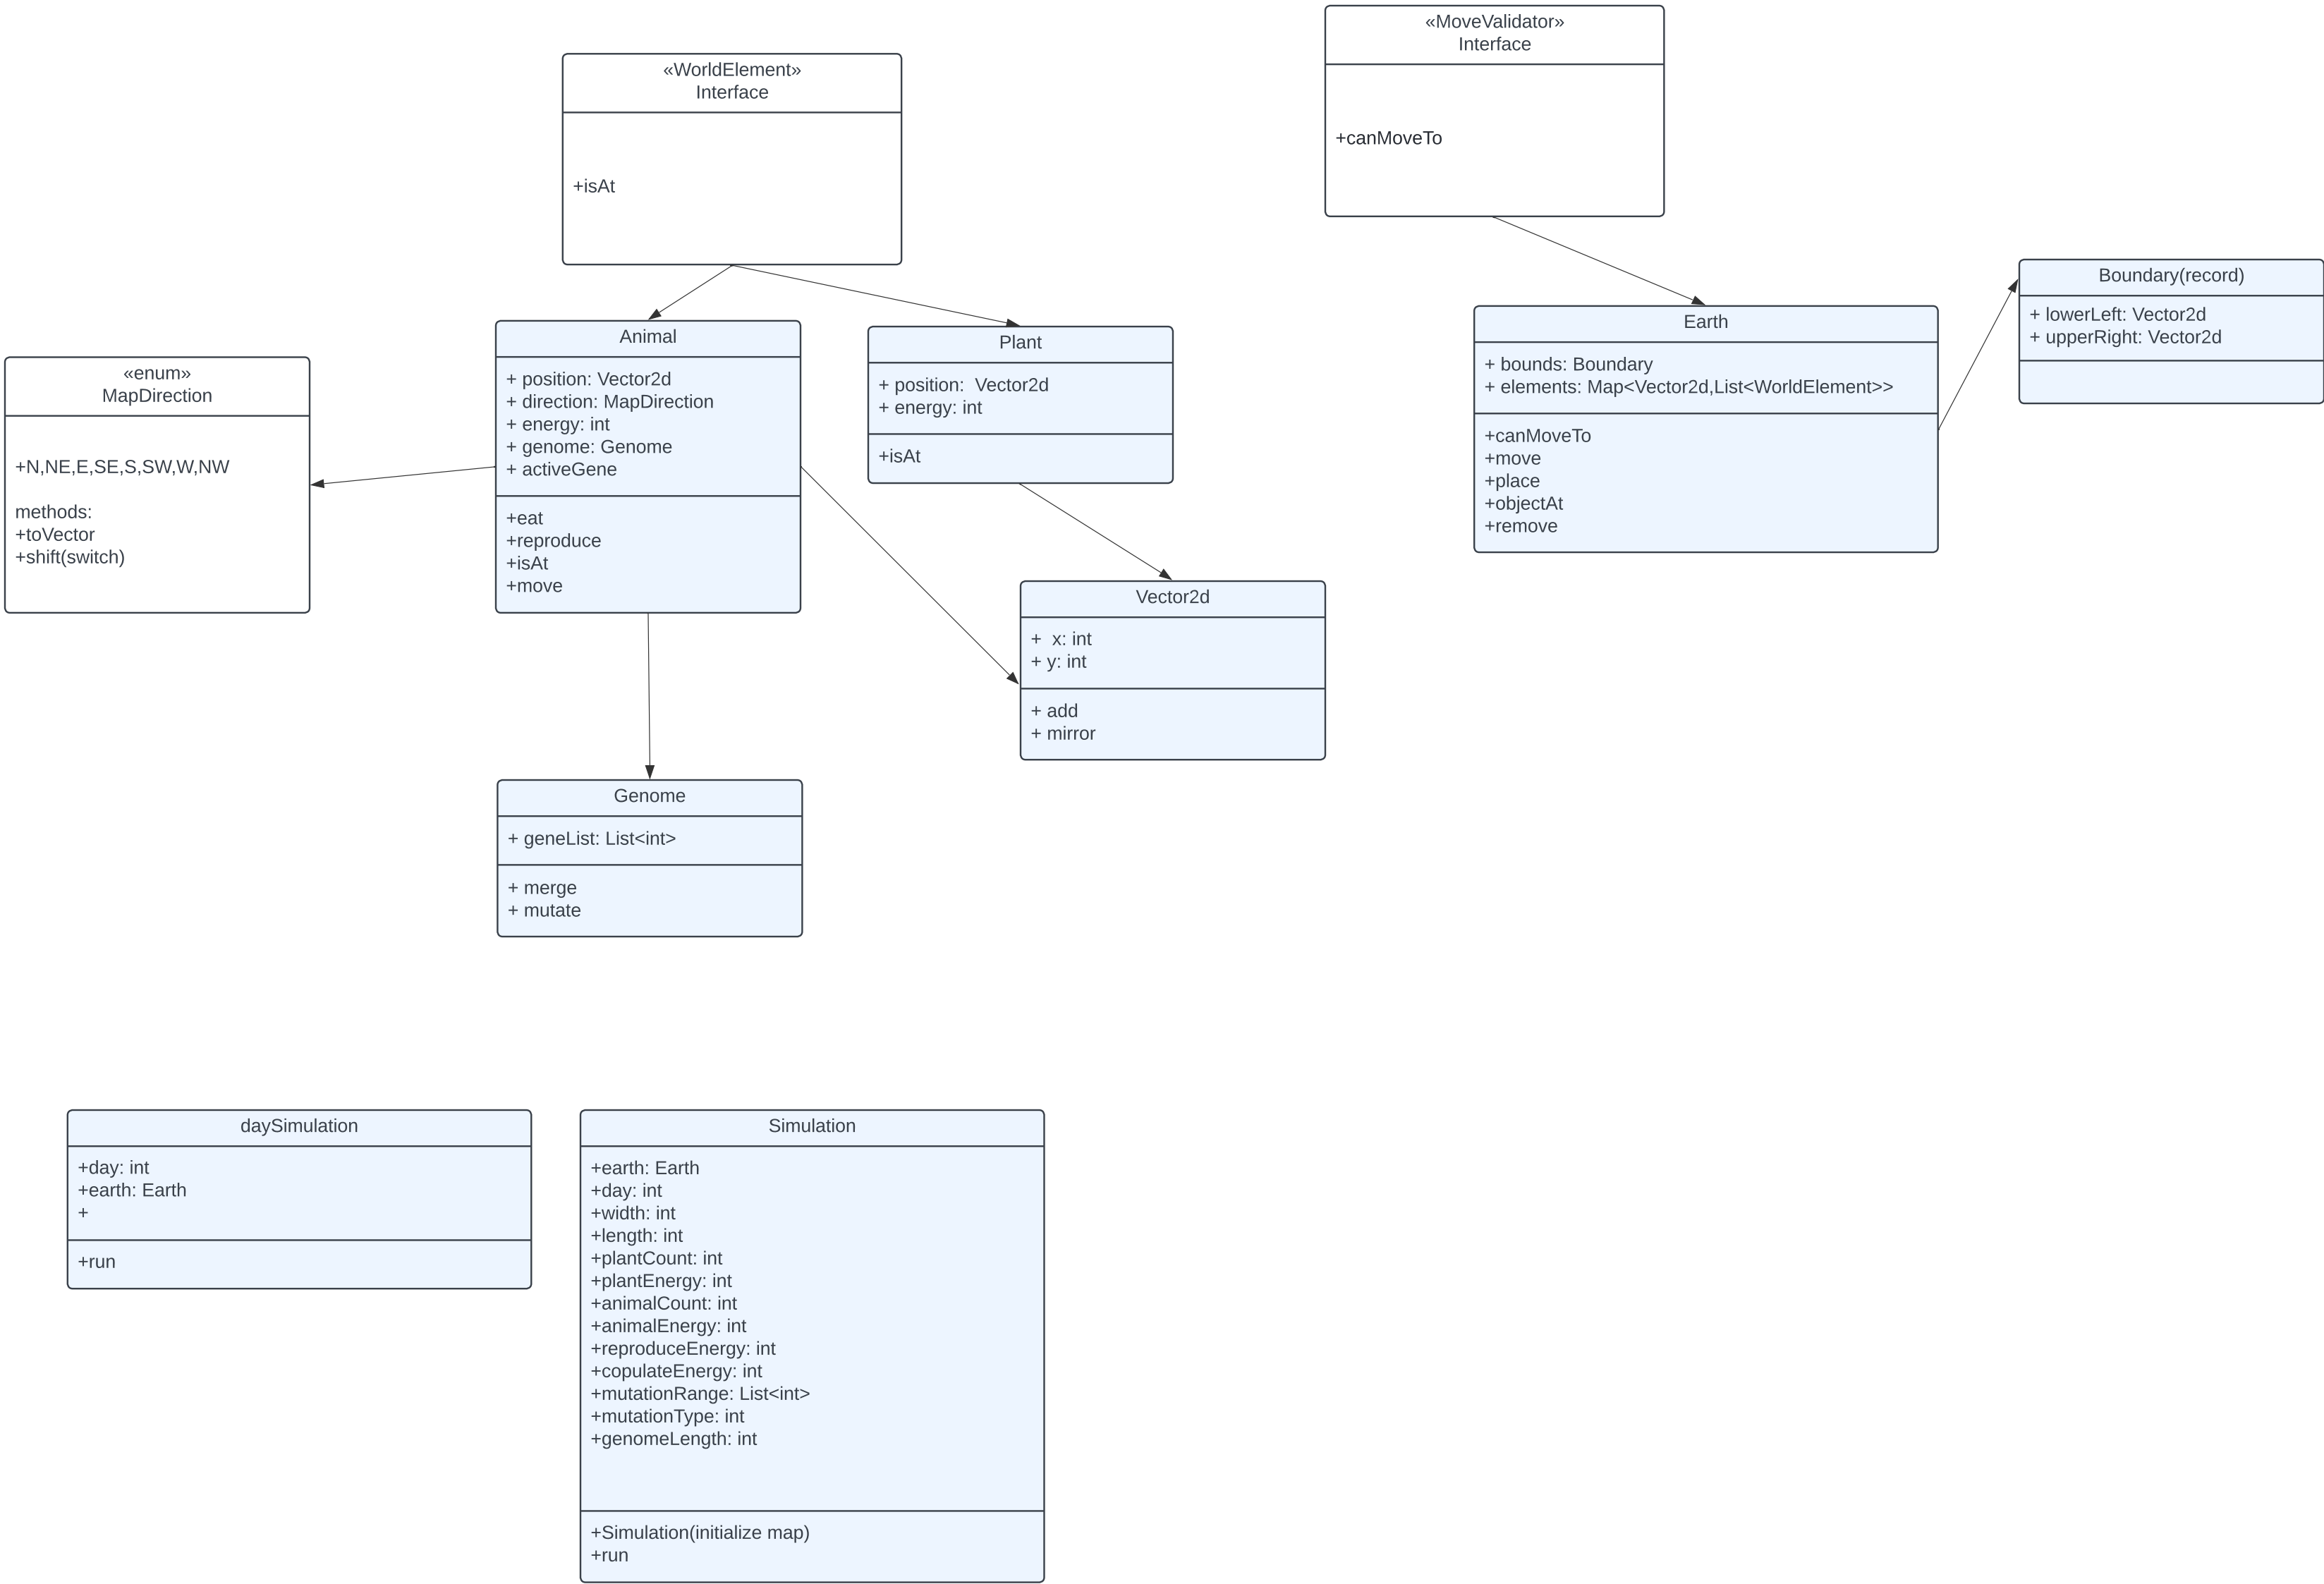 «MoveValidator»
Interface
+canMoveTo
«WorldElement»
Interface
+isAt
Boundary(record)
+ lowerLeft: Vector2d
+ upperRight: Vector2d
Earth
+ bounds: Boundary
+ elements: Map<Vector2d,List<WorldElement>>
+canMoveTo
+move
+place
+objectAt
+remove
Animal
+ position: Vector2d
+ direction: MapDirection
+ energy: int
+ genome: Genome
+ activeGene
+eat
+reproduce
+isAt
+move
Plant
+ position:  Vector2d
+ energy: int
+isAt
«enum»
MapDirection
+N,NE,E,SE,S,SW,W,NW
methods:
+toVector
+shift(switch)
Vector2d
+  x: int
+ y: int
+ add
+ mirror
Genome
+ geneList: List<int>
+ merge
+ mutate
daySimulation
+day: int
+earth: Earth
+
+run
Simulation
+earth: Earth
+day: int
+width: int
+length: int
+plantCount: int
+plantEnergy: int
+animalCount: int
+animalEnergy: int
+reproduceEnergy: int
+copulateEnergy: int
+mutationRange: List<int>
+mutationType: int
+genomeLength: int
+Simulation(initialize map)
+run